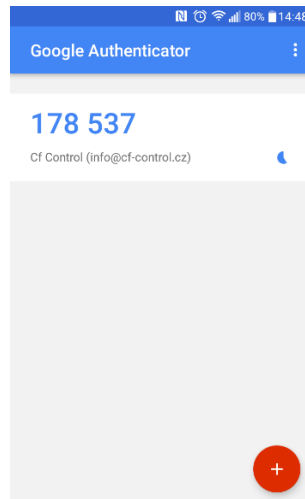 80% 14:48
Google Authenticator
178 537
Cf Control (info@cf-control.cz)